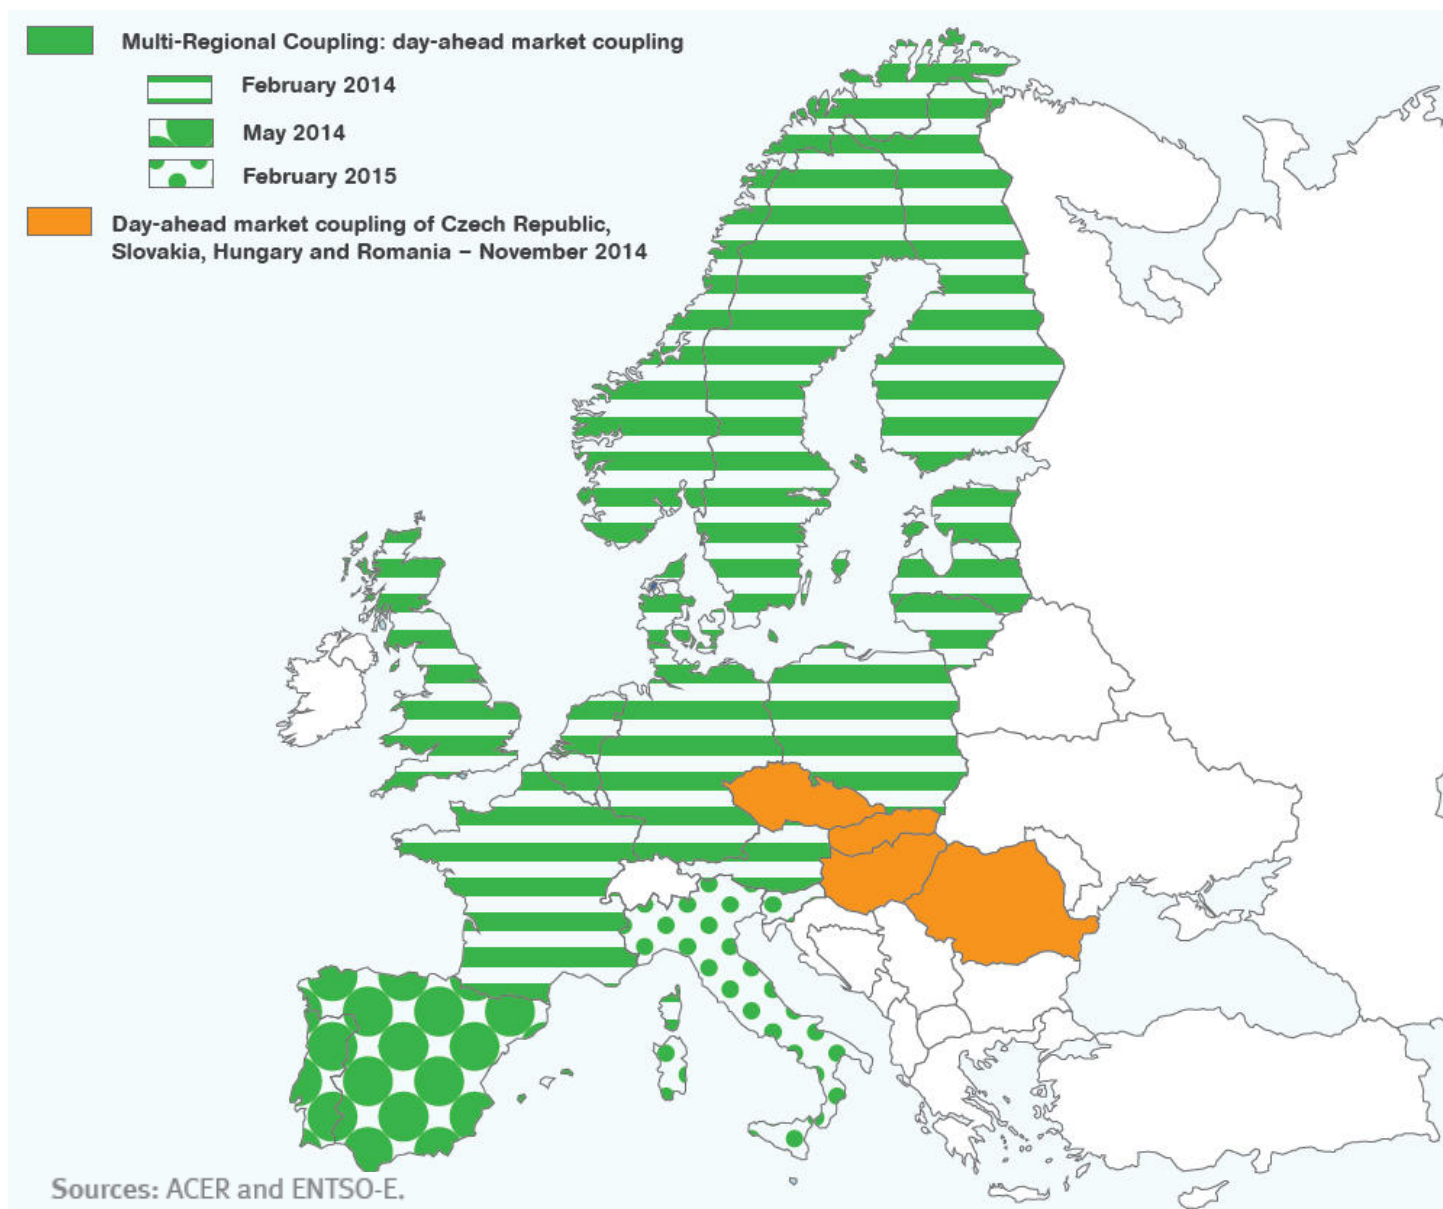 Multi-Regional Coupling: day-ahead market coupling
February 2014
May 2014
February 2015
Day-ahead market coupling of Czech Republic,
Slovakia, Hungary and Romania – November 2014
Sources: ACER and ENTSO-E.